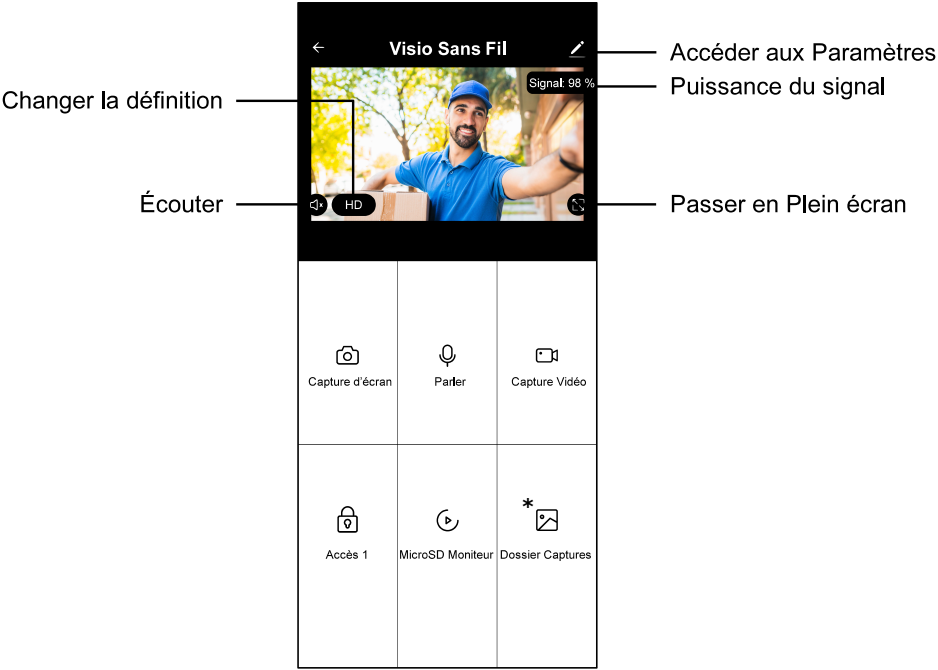 Visio Sans Fil
Accéder aux Paramètres
Signal: 98 %
Puissance du signal
Changer la définition
Écouter
HD
Passer en Plein écran
Capture d'écran
Parler
Capture Vidéo
*
Accès 1
MicroSD Moniteur
Dossier Captures